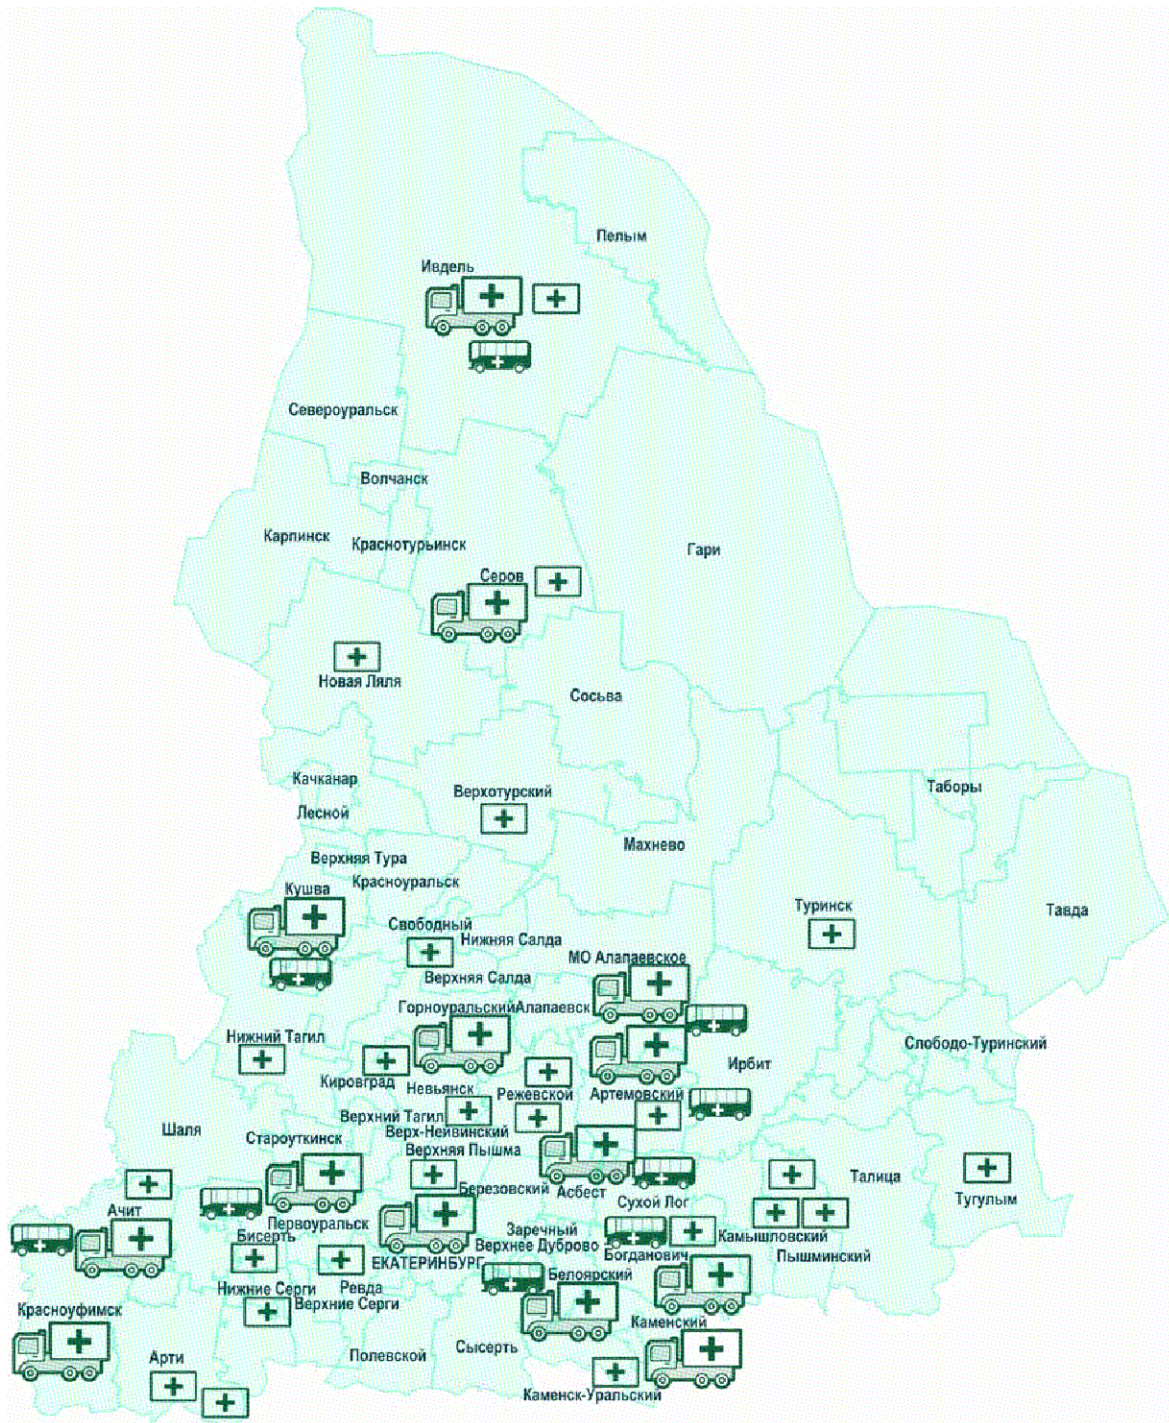 Пелым
Ивдель
Североуральск
Волчанск
Карпинск
Краснотурьинск
Гари
Серов
Новая Ляля
Сосьва
Качканар
Таборы
Верхотурский
Лесной
Махнево
Верхняя Тура
Красноуральск
Кушва
Туринск
Тавда
Свободный
Нижняя Салда
МО Алапаевское
Верхняя Салда
Горноуральский
Алапаевск
Нижний Тагил
Слободо-Туринский
Ирбит
Кировград
Невьянск
Режевской
Артемовский
Верхний Тагил
Шаля
Верх-Нейвинский
Староуткинск
Верхняя Пышма
Талица
Березовский
Асбест
Тугулым
Сухой Лог
Ачит
Первоуральск
Заречный
Бисерть
Камышловский
Верхнее Дуброво
Богданович
Пышминский
ЕКАТЕРИНБУРГ
Белоярский
Нижние Серги
Ревда
Верхние Серги
Красноуфимск
Каменский
Сысерть
Полевской
Арти
Каменск-Уральский